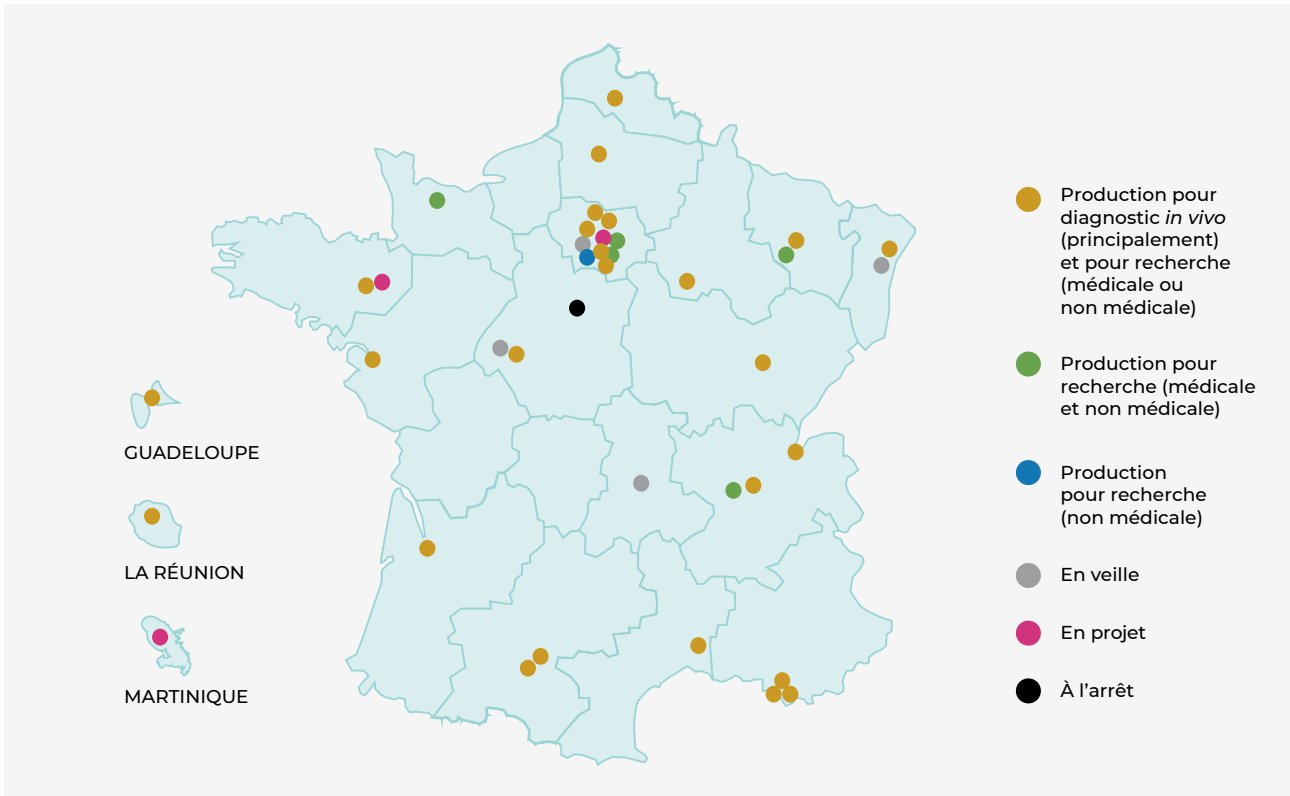 GUADELOUPE
LA RÉUNION
MARTINIQUE
Production pour
diagnostic in vivo
(principalement)
et pour recherche
(médicale ou
non médicale)
Production pour
recherche (médicale
et non médicale)
Production
pour recherche
(non médicale)
En veille
En projet
À l’arrêt